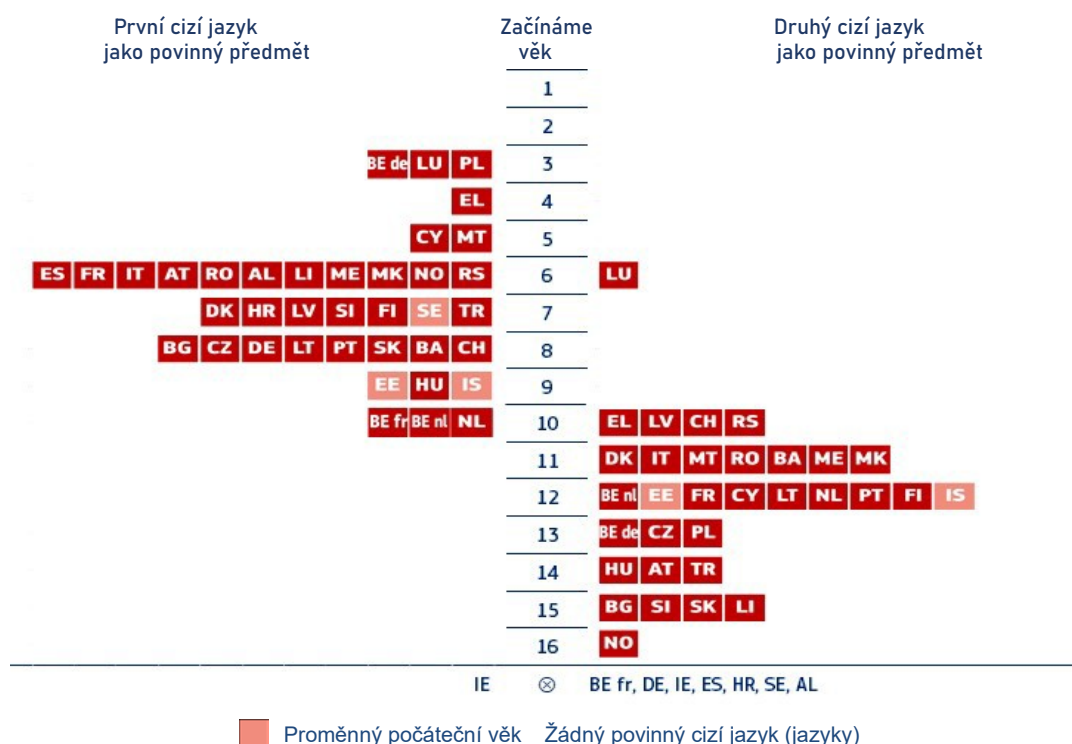 První cizí jazyk
jako povinný předmět
Začínáme
věk
Druhý cizí jazyk
jako povinný předmět
1
2
BE de LU PL 3
EL 4
CY MT 5
ES FR IT AT RO AL LI ME MK NO RS 6 LU
DK HR LV SI FI SE TR 7
BG CZ DE LT PT SK BA CH 8
EE HU IS 9
BE fr BE nl NL 10 EL LV CH RS
11 DK IT MT RO BA ME MK
12 BE nl EE FR CY LT NL PT FI IS
13 BE de CZ PL
14 HU AT TR
15 BG SI SK LI
16 NO
IE ⊗ BE fr, DE, IE, ES, HR, SE, AL
Proměnný počáteční věk Žádný povinný cizí jazyk (jazyky)